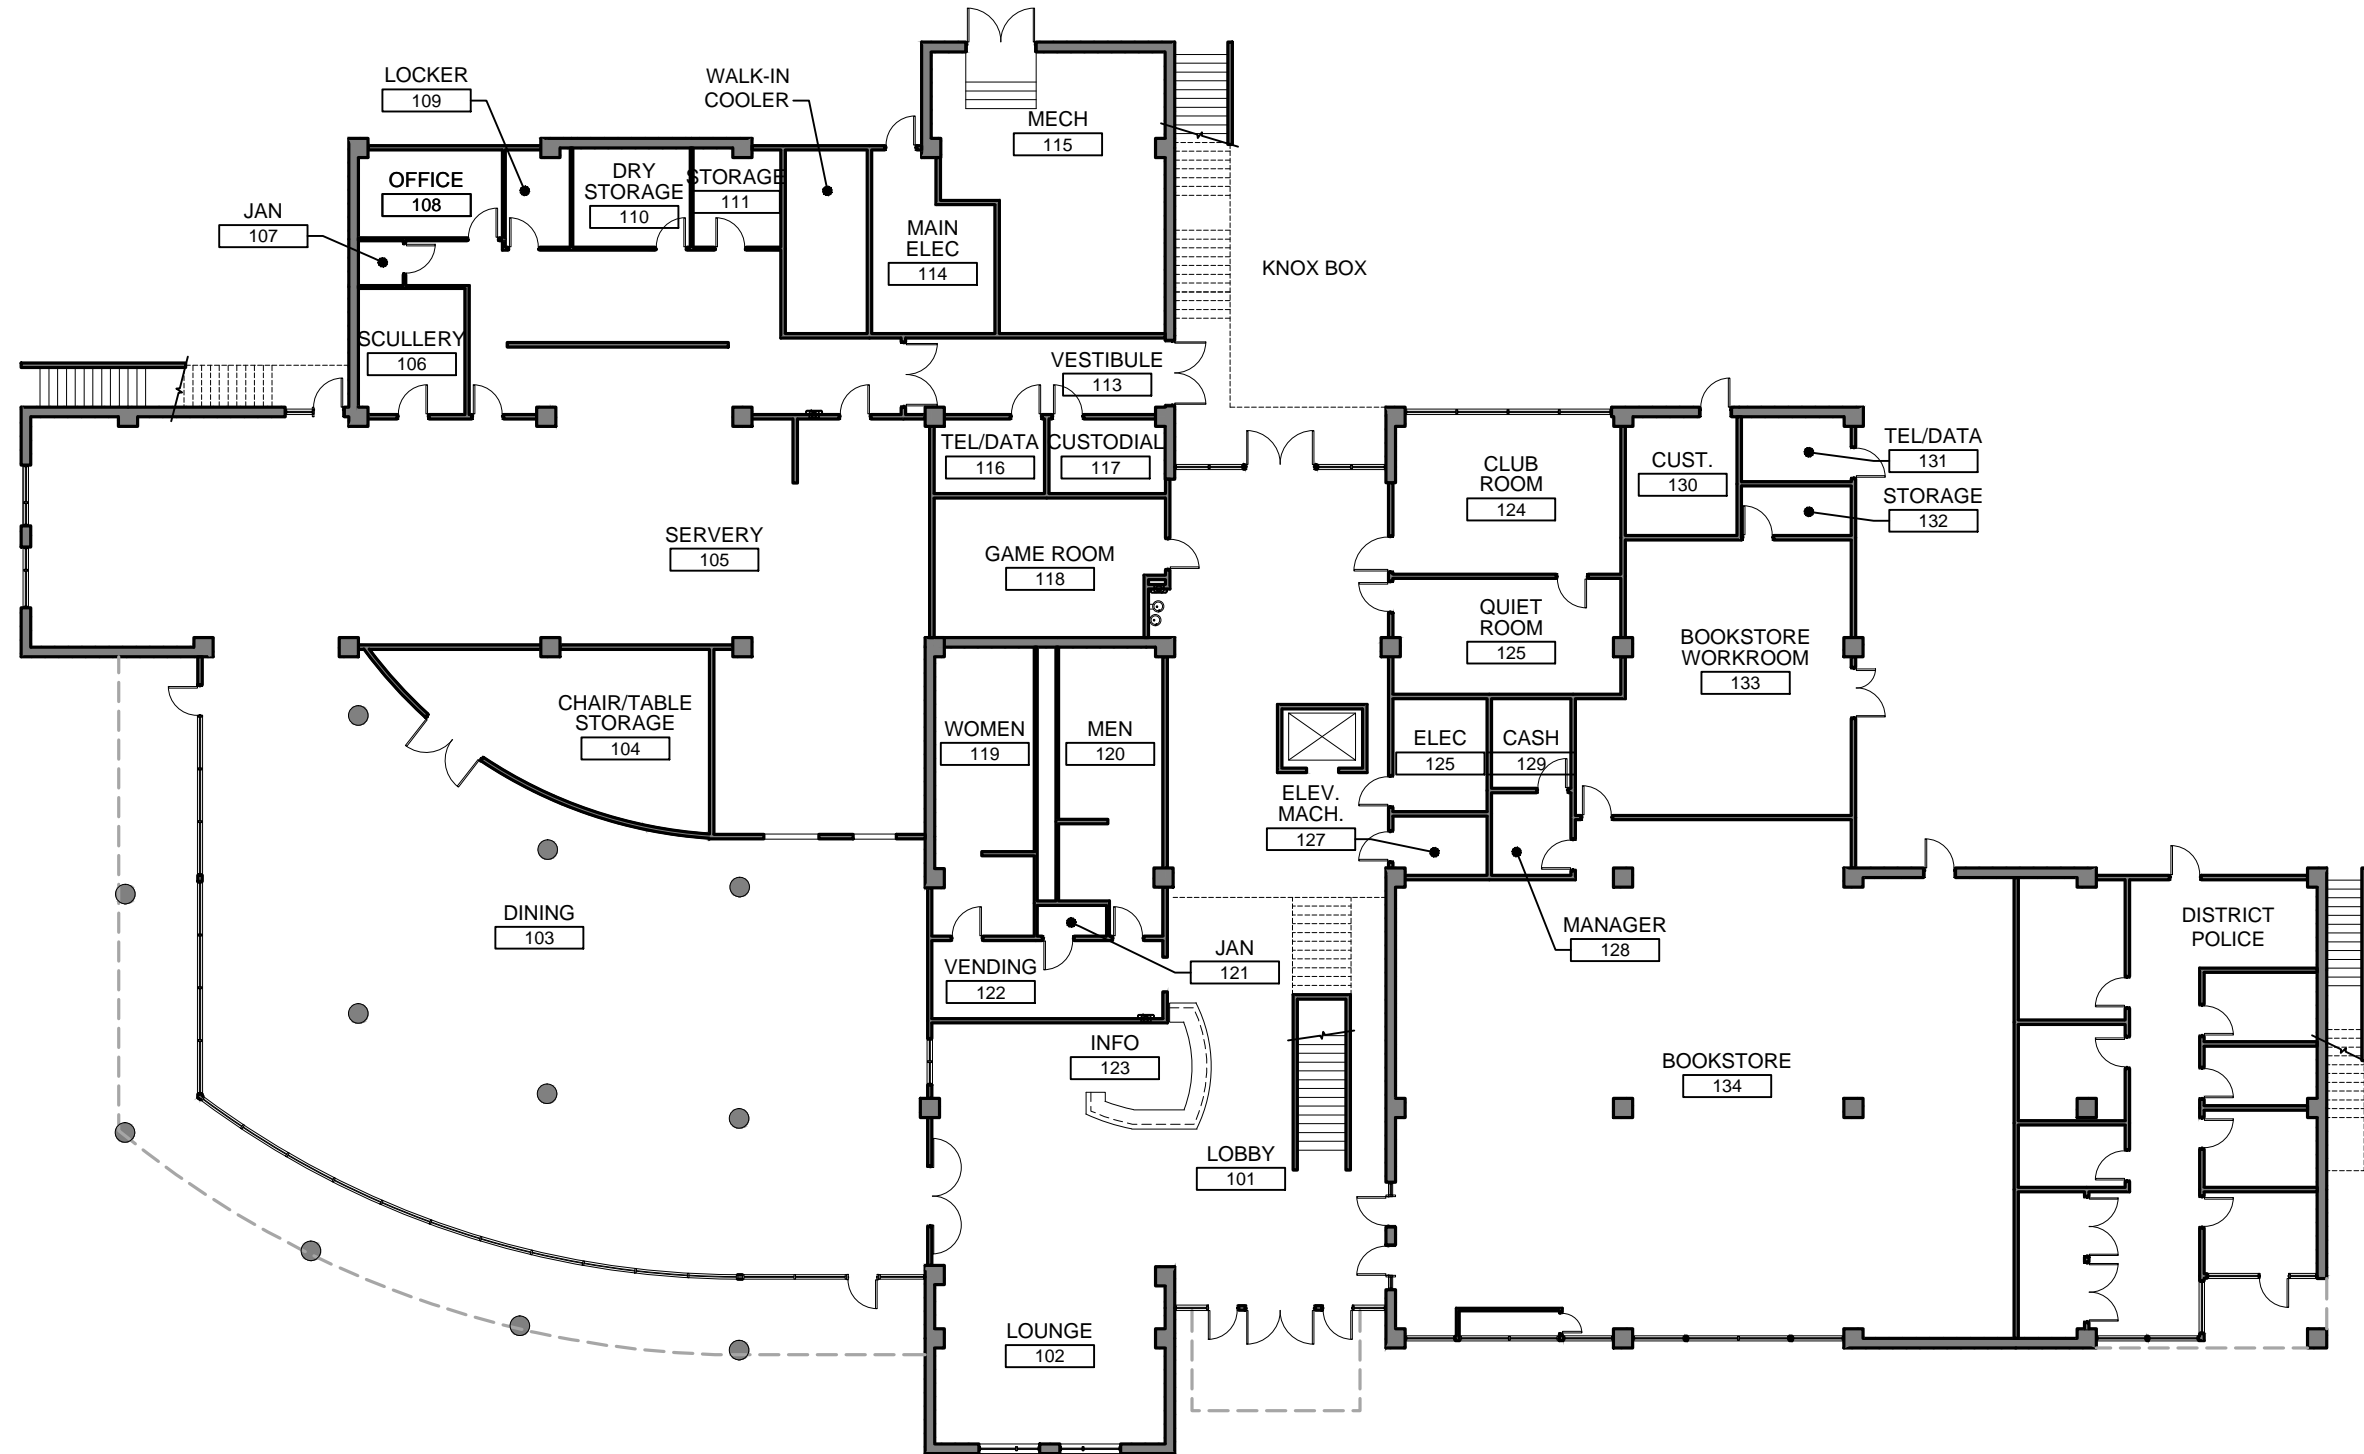 LOCKER
109
WALK-IN
COOLER
MECH
115
OFFICE
108
DRY
STORAGE
110
STORAGE
111
JAN
107
MAIN
ELEC
114
KNOX BOX
SCULLERY
106
VESTIBULE
113
TEL/DATA
116
CUSTODIAL
117
CLUB
ROOM
124
CUST.
130
TEL/DATA
131
STORAGE
132
SERVERY
105
GAME ROOM
118
QUIET
ROOM
125
BOOKSTORE
WORKROOM
133
CHAIR/TABLE
STORAGE
104
WOMEN
119
MEN
120
ELEC
125
CASH
129
ELEV.
MACH.
127
DINING
103
MANAGER
128
DISTRICT
POLICE
VENDING
122
JAN
121
INFO
123
BOOKSTORE
134
LOBBY
101
LOUNGE
102